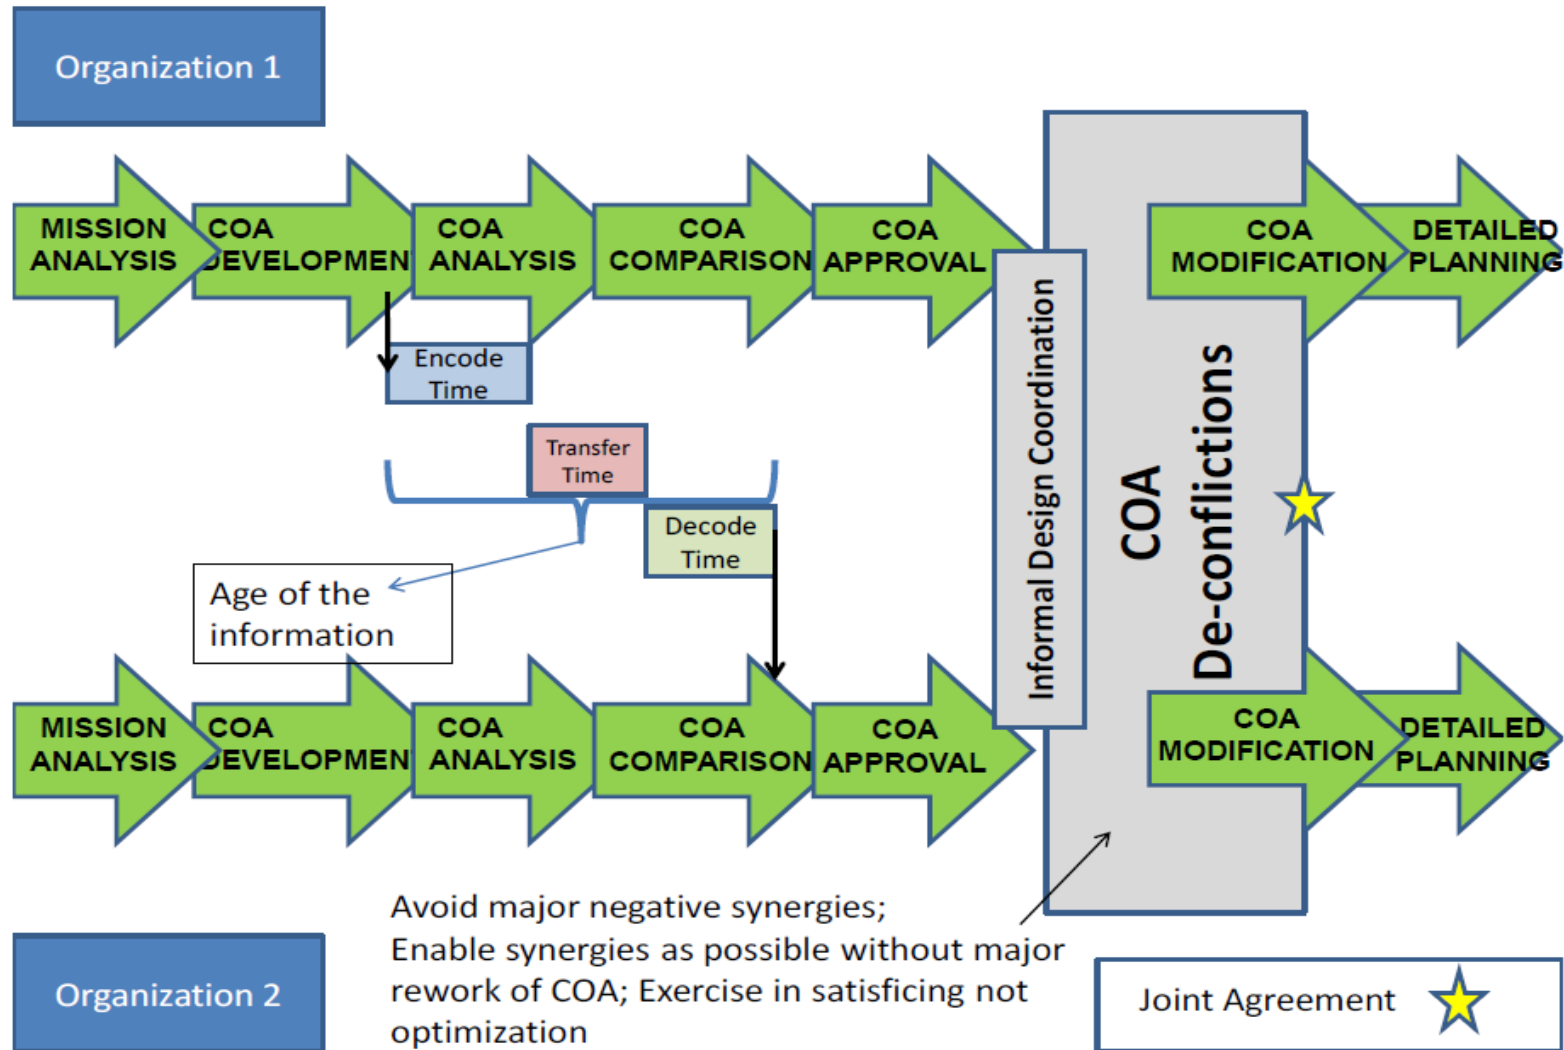 Organization 1
MISSION
ANALYSIS
COA
DEVELOPMENT
COA
ANALYSIS
COA
COMPARISON
COA
APPROVAL
COA
MODIFICATION
DETAILED
PLANNING
Encode
Time
Transfer
Time
Decode
Time
Age of the
information
Informal Design Coordination
COA
De-conflictions
MISSION
ANALYSIS
COA
DEVELOPMENT
COA
ANALYSIS
COA
COMPARISON
COA
APPROVAL
COA
MODIFICATION
DETAILED
PLANNING
Avoid major negative synergies;
Enable synergies as possible without major
rework of COA; Exercise in satisficing not
optimization
Organization 2
Joint Agreement